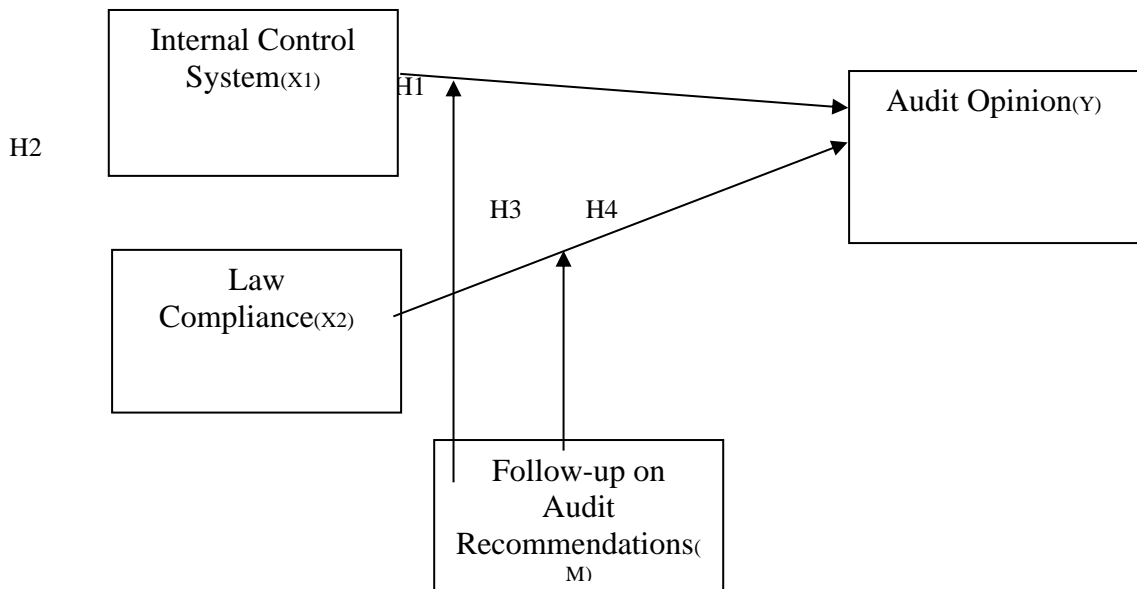 Internal Control
System(X1)
H1
Audit Opinion(Y)
H2
H3
H4
Law
Compliance(X2)
Follow-up on
Audit
Recommendations(
M)